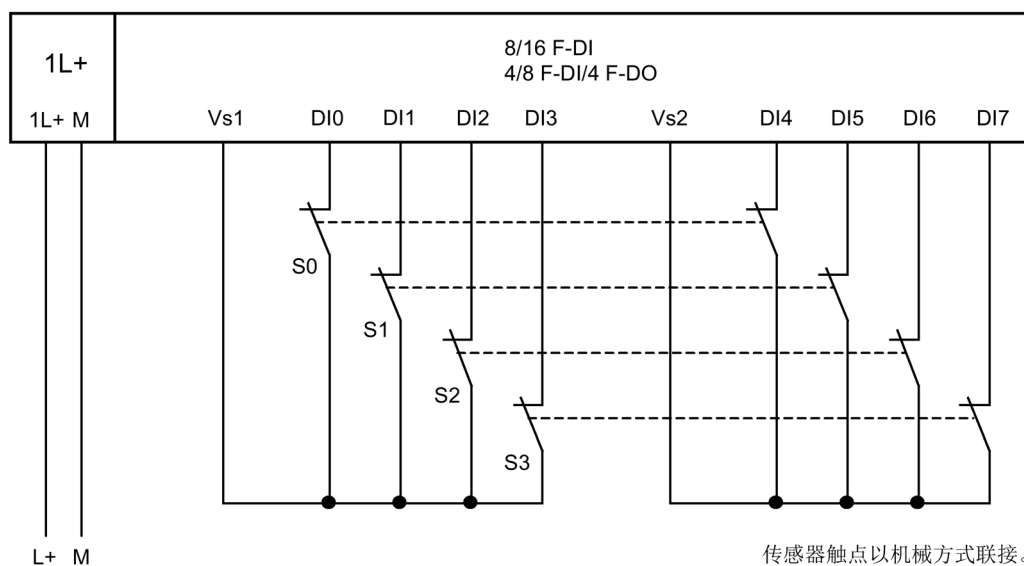 8/16 F-DI
4/8 F-DI/4 F-DO
1L+
1L+ M Vs1 DI0 DI1 DI2 DI3 Vs2 DI4 DI5 DI6 DI7
S0
S1
S2
S3
L+ M
传感器触点以机械方式联接。